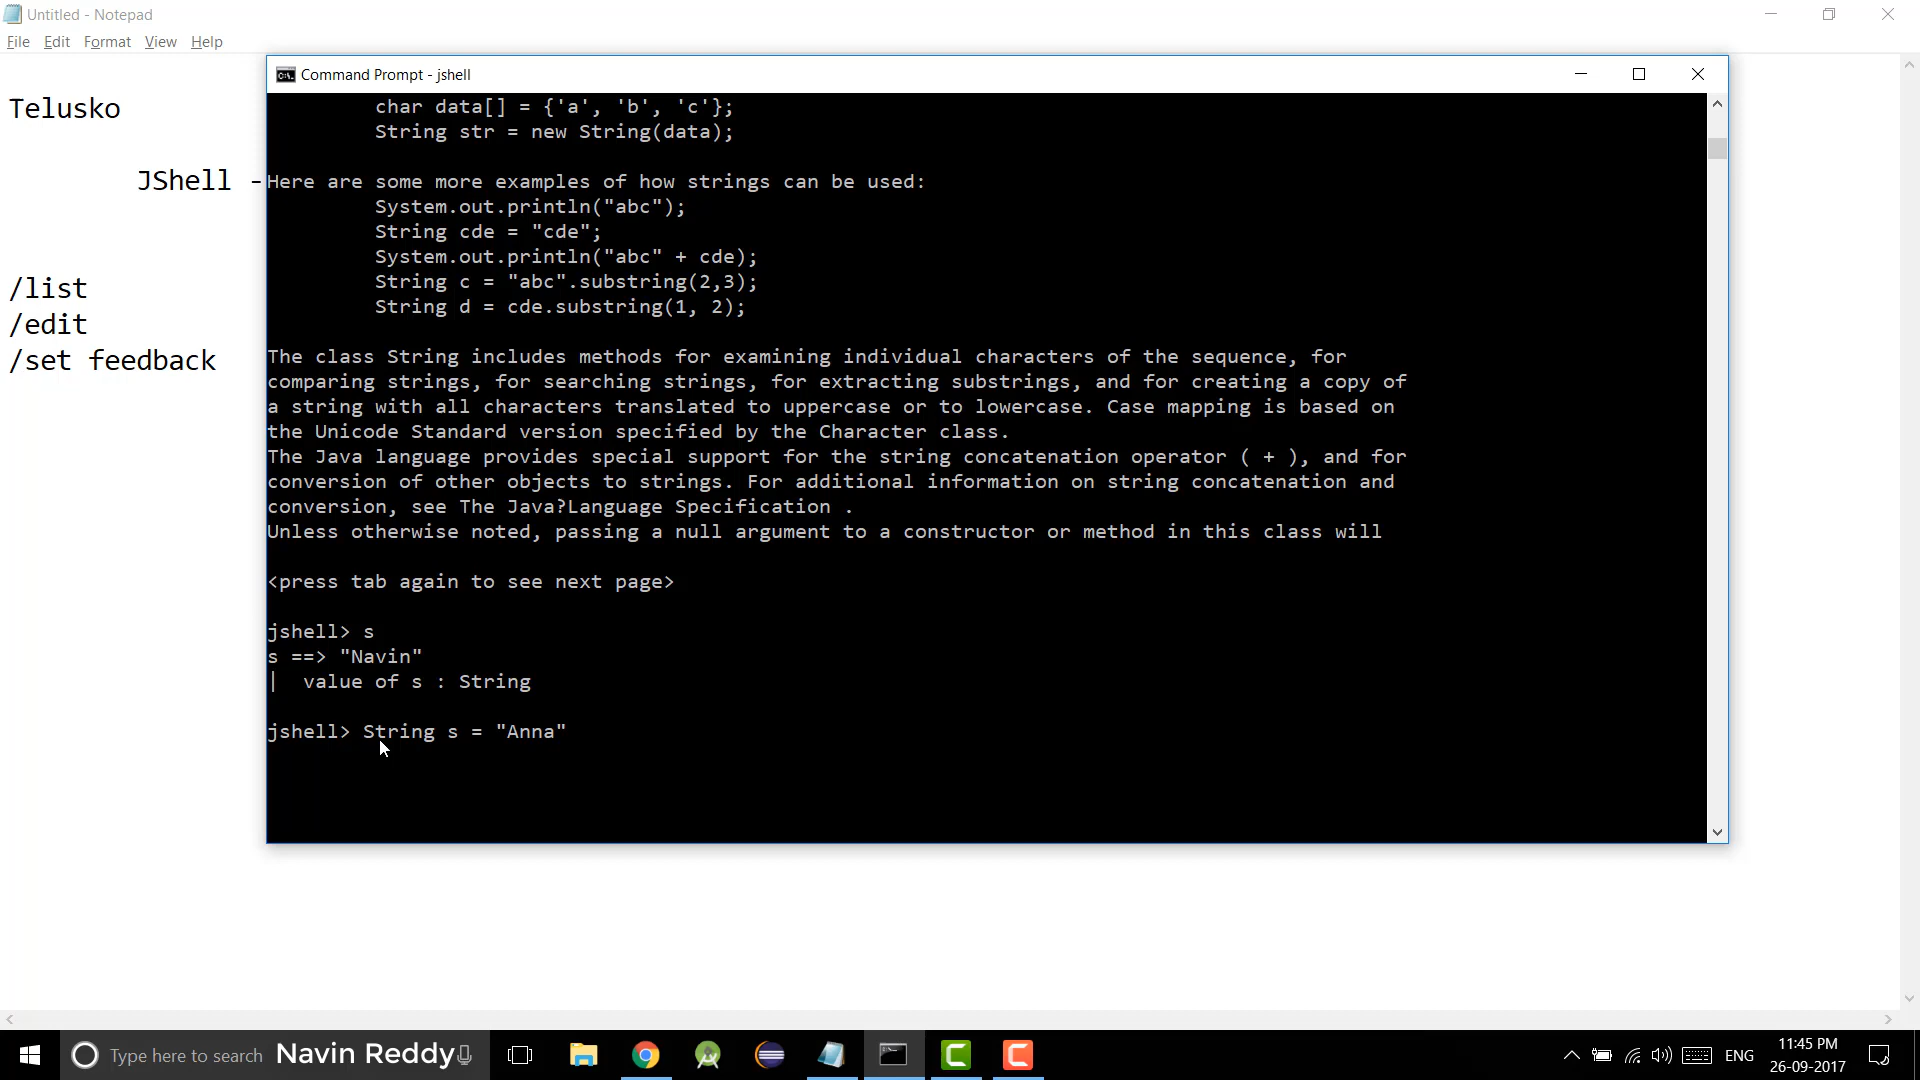 Untitled - Notepad
File Edit Format View Help
Telusko
JShell -
/list
/edit
/set feedback
Command Prompt - jshell
char data[] = {'a', 'b', 'c'};
String str = new String(data);
Here are some more examples of how strings can be used:
System.out.println("abc");
String cde = "cde";
System.out.println("abc" + cde);
String c = "abc".substring(2,3);
String d = cde.substring(1, 2);
The class String includes methods for examining individual characters of the sequence, for
comparing strings, for searching strings, for extracting substrings, and for creating a copy of
a string with all characters translated to uppercase or to lowercase. Case mapping is based on
the Unicode Standard version specified by the Character class.
The Java language provides special support for the string concatenation operator ( + ), and for
conversion of other objects to strings. For additional information on string concatenation and
conversion, see The Java?Language Specification .
Unless otherwise noted, passing a null argument to a constructor or method in this class will
<press tab again to see next page>
jshell> s
s ==> "Navin"
|  value of s : String
jshell> String s = "Anna"
Type here to search
Navin Reddy
ENG
11:45 PM
26-09-2017